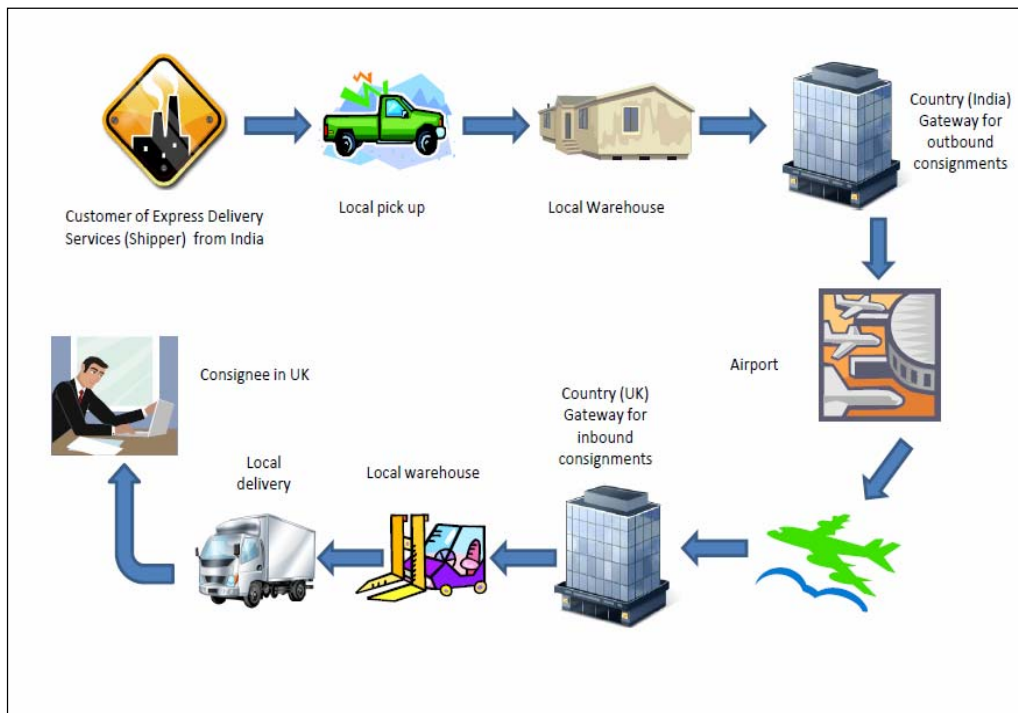 Customer of Express Delivery
Services (Shipper) from India
Local pick up
Local Warehouse
Country (India)
Gateway for
outbound
consignments
Airport
Country (UK)
Gateway for
inbound
consignments
Local warehouse
Local
delivery
Consignee in UK